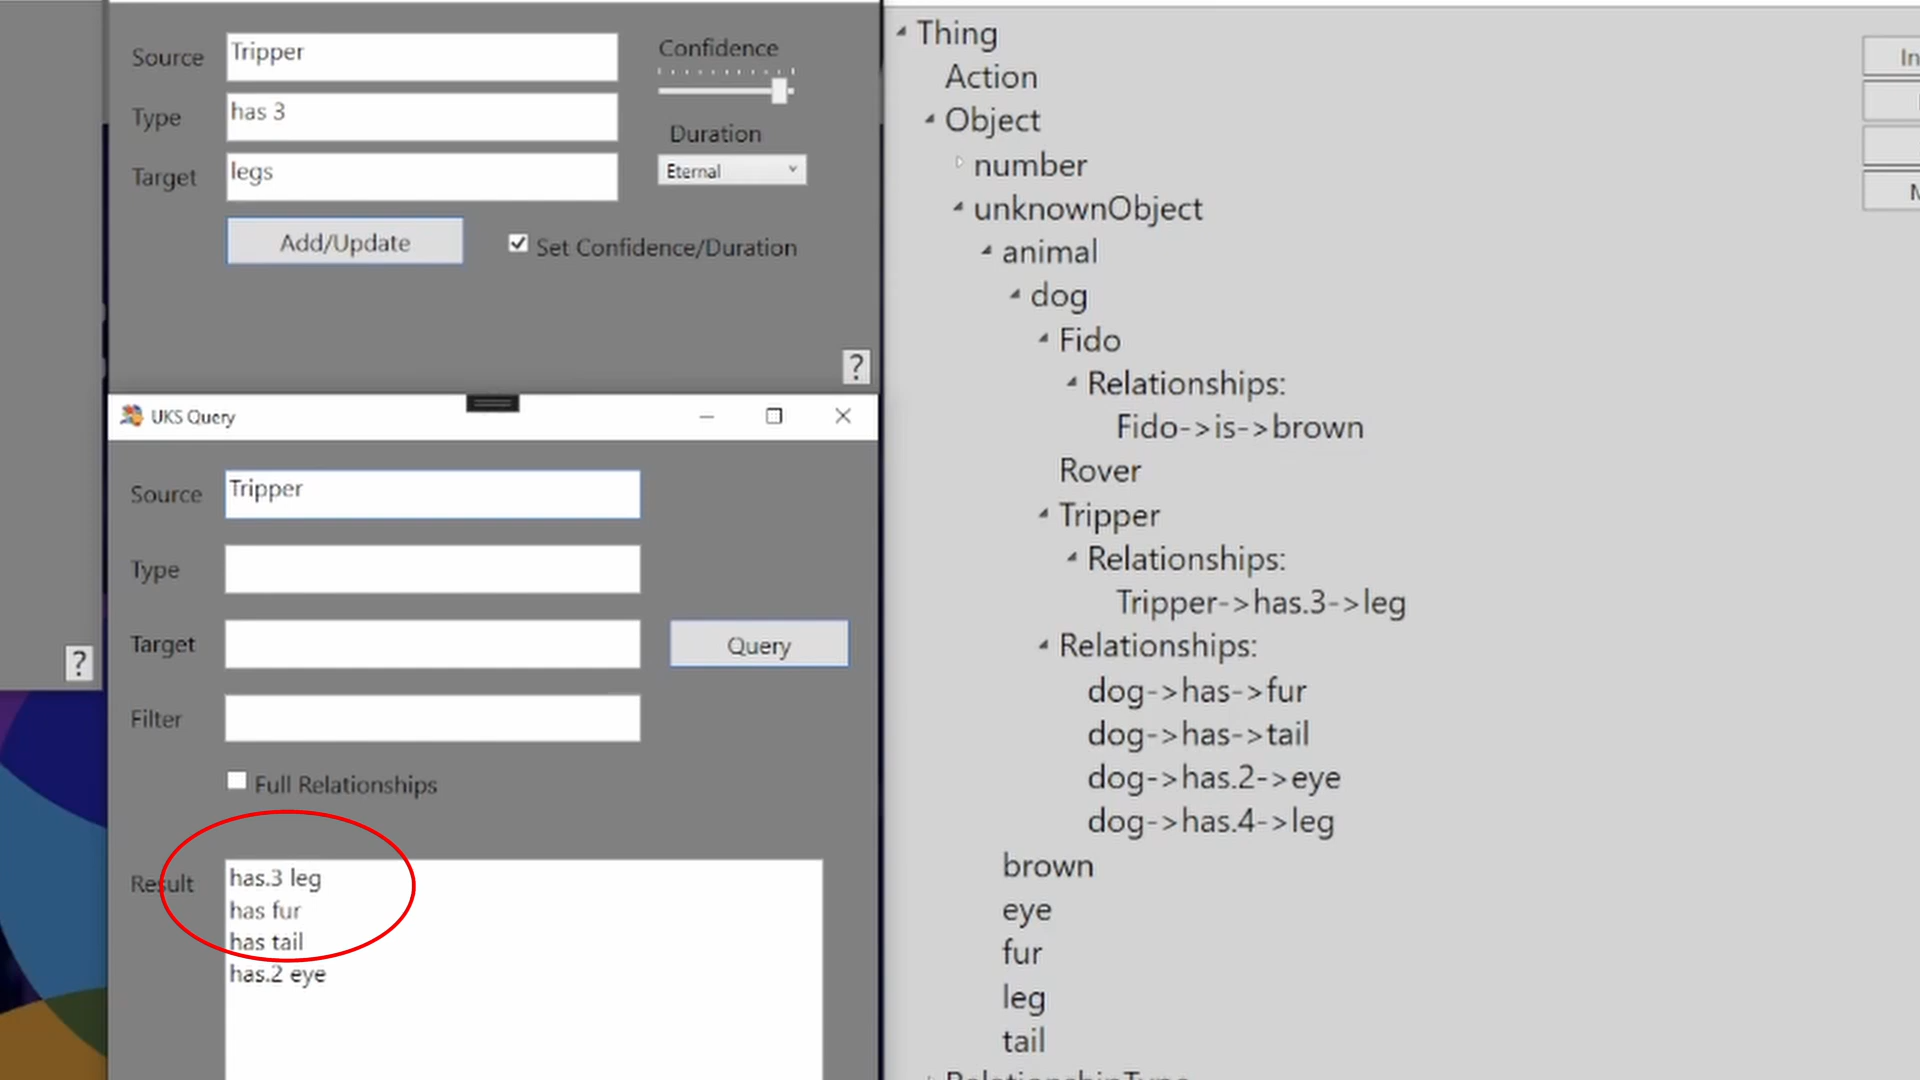 Source
Tripper
Confidence
Type
has 3
Duration
Target
legs
Eternal
Add/Update
Set Confidence/Duration
?
UKS Query
Source
Tripper
Type
Target
Query
?
Filter
Full Relationships
Result
has.3 leg
has fur
has tail
has.2 eye
Thing
Action
Object
number
unknownObject
animal
dog
Fido
Relationships:
Fido->is->brown
Rover
Tripper
Relationships:
Tripper->has.3->leg
Relationships:
dog->has->fur
dog->has->tail
dog->has.2->eye
dog->has.4->leg
brown
eye
fur
leg
tail
RelationshipType
In
M